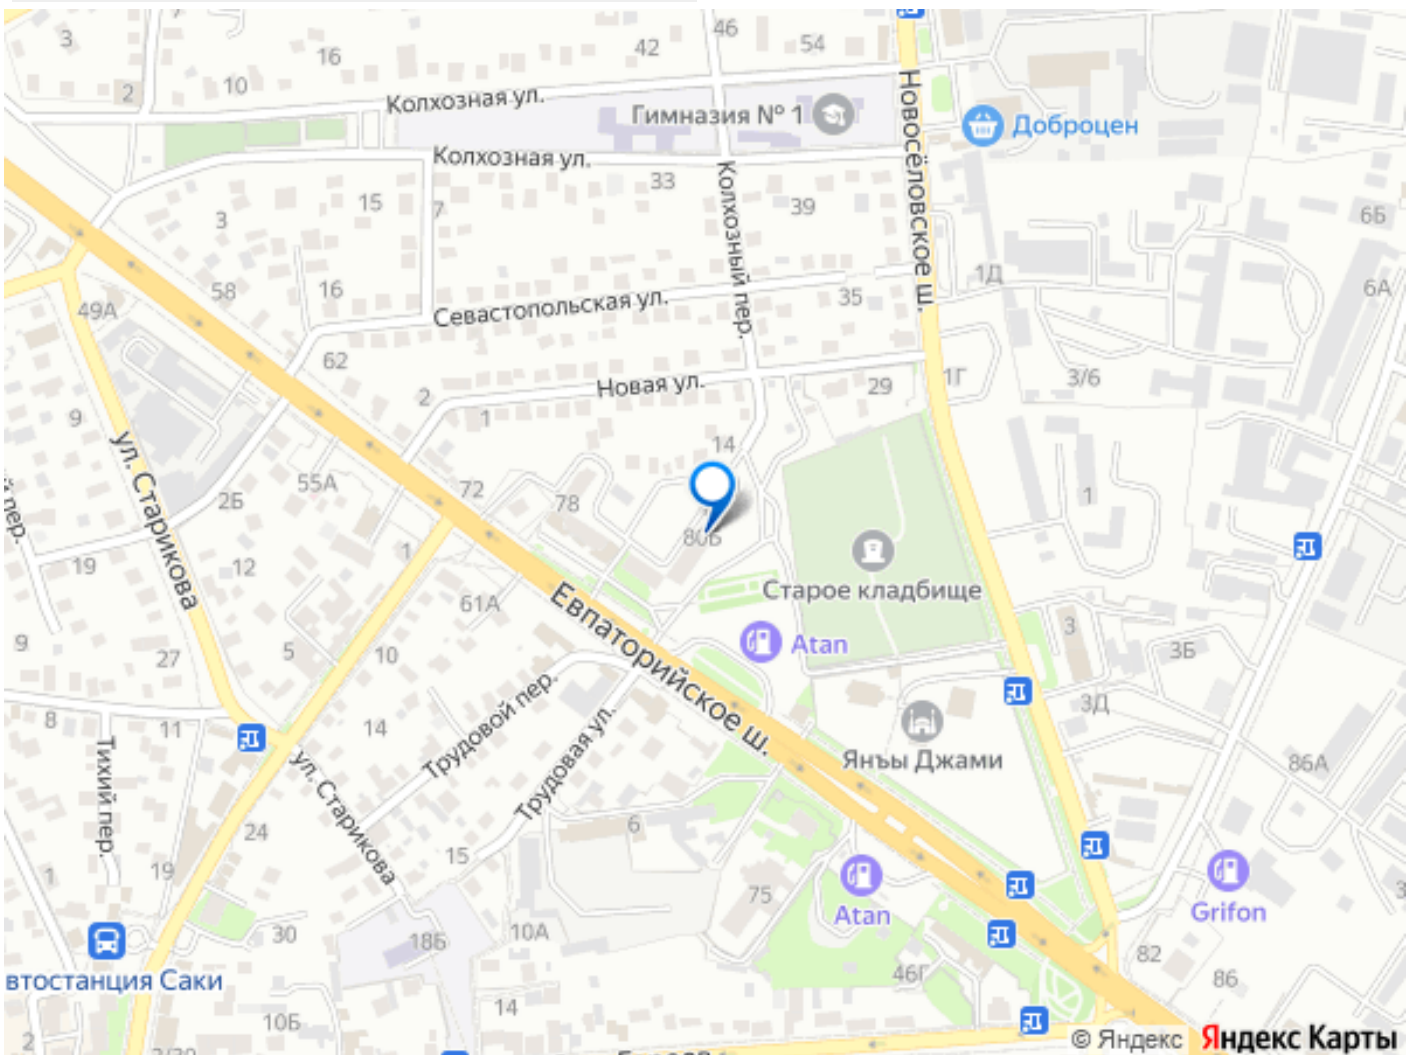 7
3
16
42
46
54
2
10
Колхозная ул.
Гимназия № 1
Новосёловское ш.
Доброцен
Колхозная ул.
33
Колхозный пер.
39
15
7
3
6Б
58
16
Севастопольская ул.
35
1Д
6А
49А
62
Новая ул.
29
1Г
3/6
2
1
9
14
ул. Старикова
2Б
55А
72
78
1
80Б
й пер.
19
1
12
61А
Евпаторийское ш.
Старое кладбище
9
27
5
10
Atan
3
3Б
8
11
14
Трудовой пер.
Трудовая ул.
Янъы Джами
3Д
86А
Тихий пер.
ул. Старикова
24
6
15
19
1
75
Atan
Grifon
3
30
18Б
10А
46Г
82
86
втостанция Саки
14
10Б
2
© Яндекс Яндекс Карты